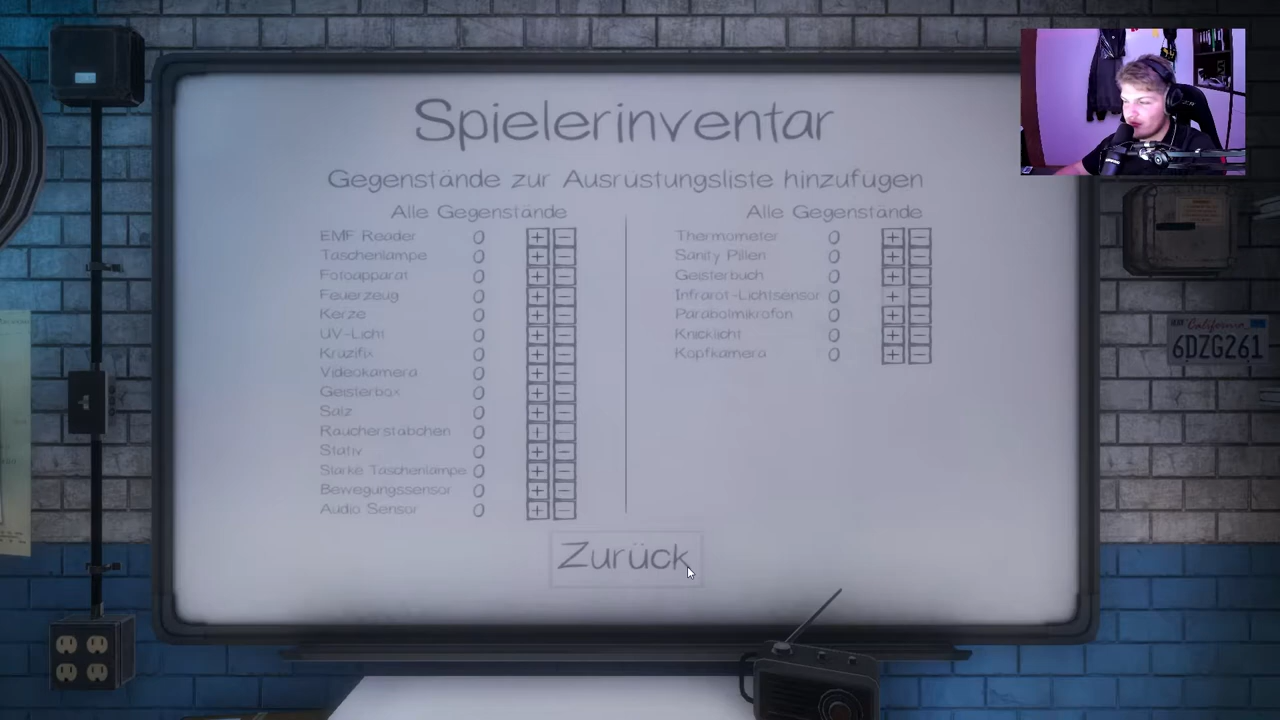 Spielerinventar
Gegenstände zur Ausrüstungsliste hinzufügen
Alle Gegenstände
EMF Reader 0 + -
Taschenlampe 0 + -
Fotoapparat 0 + -
Feuerzeug 0 + -
Kerze 0 + -
UV-Licht 0 + -
Kruzifix 0 + -
Videokamera 0 + -
Geisterbox 0 + -
Salz 0 + -
Räucherstäbchen 0 + -
Stativ 0 + -
Starke Taschenlampe 0 + -
Bewegungssensor 0 + -
Audio Sensor 0 + -
Alle Gegenstände
Thermometer 0 + -
Sanity Pillen 0 + -
Geisterbuch 0 + -
Infrarot-Lichtsensor 0 + -
Parabolmikrofon 0 + -
Knicklicht 0 + -
Kopfkamera 0 + -
Zurück
California
6DZG261